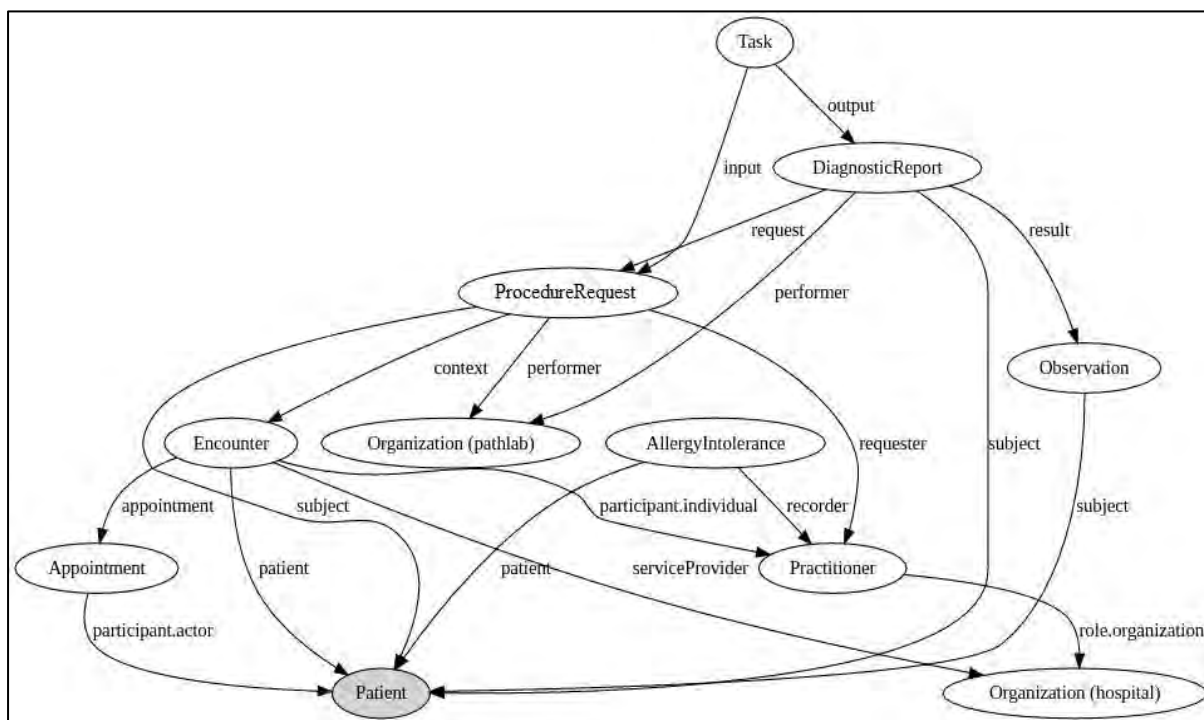 Task
output
DiagnosticReport
input
request
result
performer
ProcedureRequest
context
performer
Observation
Encounter
Organization (pathlab)
AllergyIntolerance
requester
subject
appointment
subject
participant.individual
recorder
subject
Appointment
patient
patient
serviceProvider
Practitioner
participant.actor
role.organization
Patient
Organization (hospital)